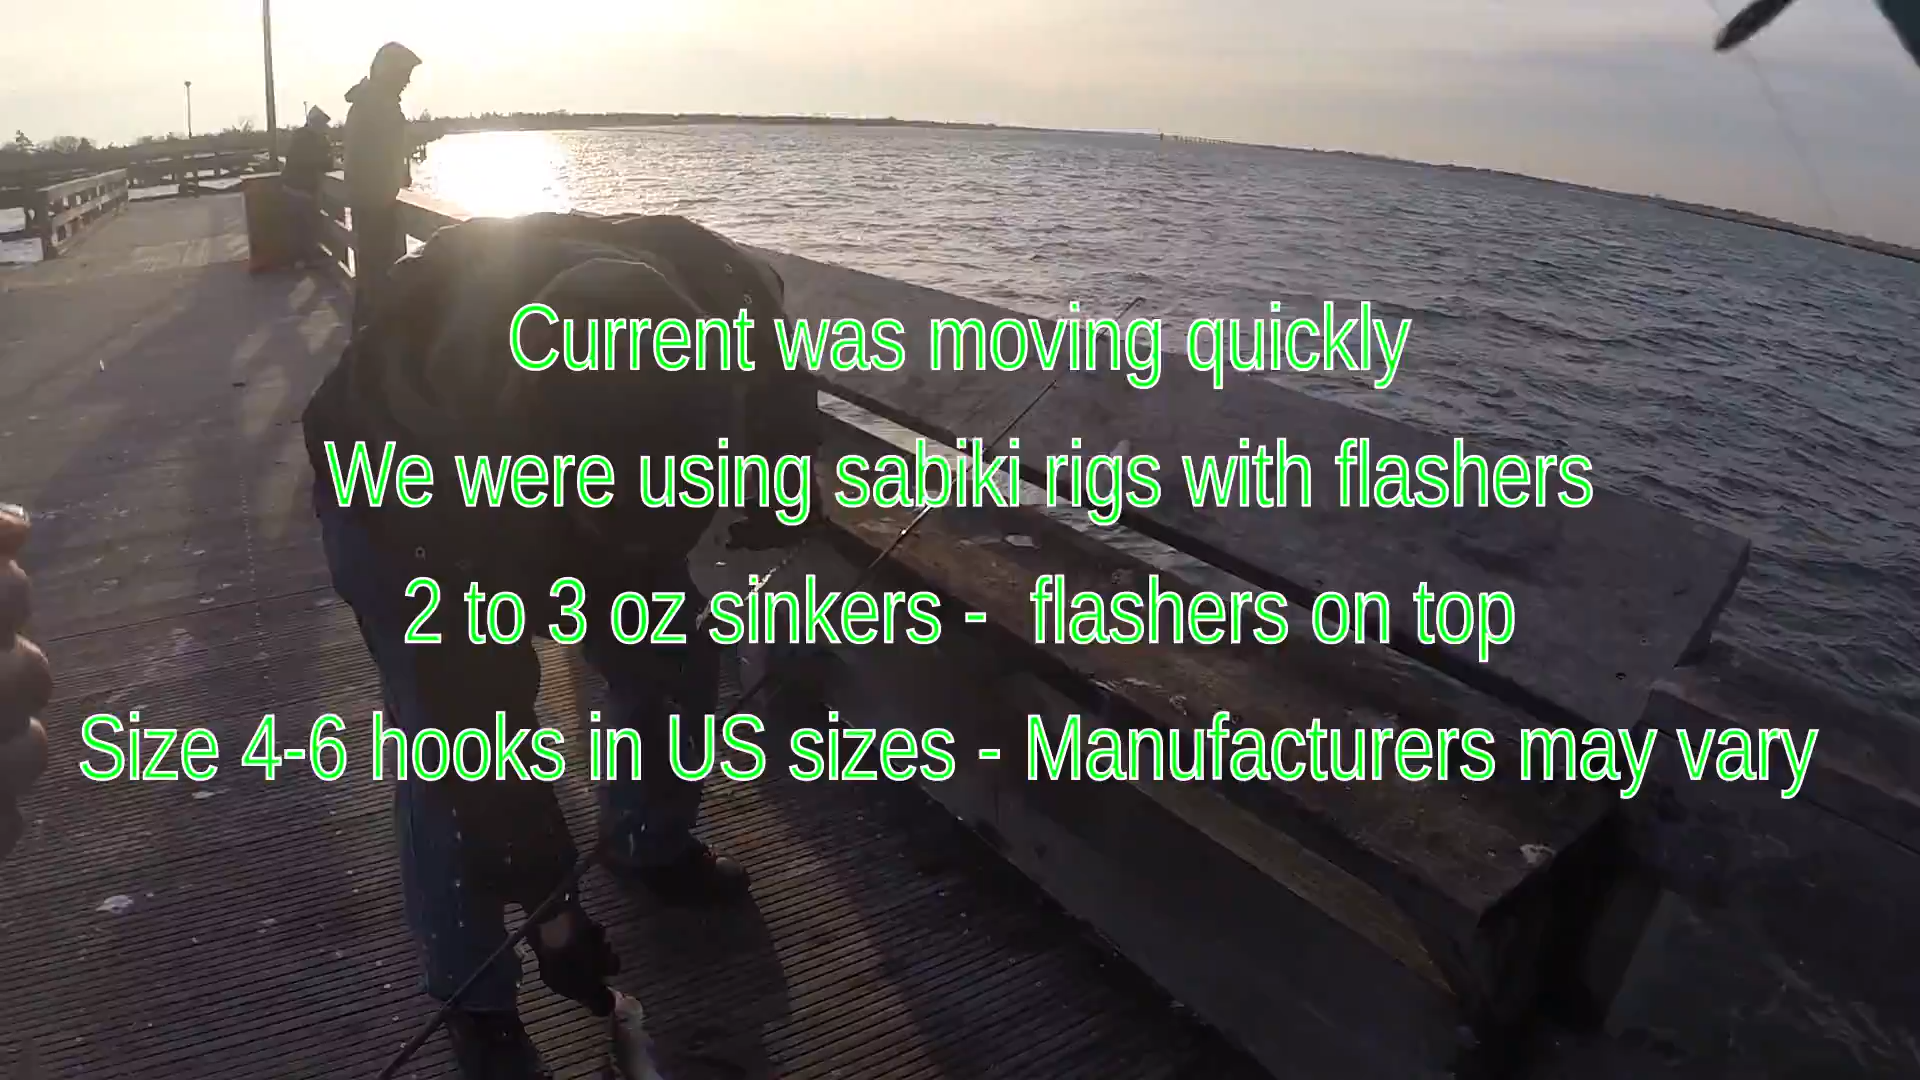 Current was moving quickly
We were using sabiki rigs with flashers
2 to 3 oz sinkers -  flashers on top
Size 4-6 hooks in US sizes - Manufacturers may vary